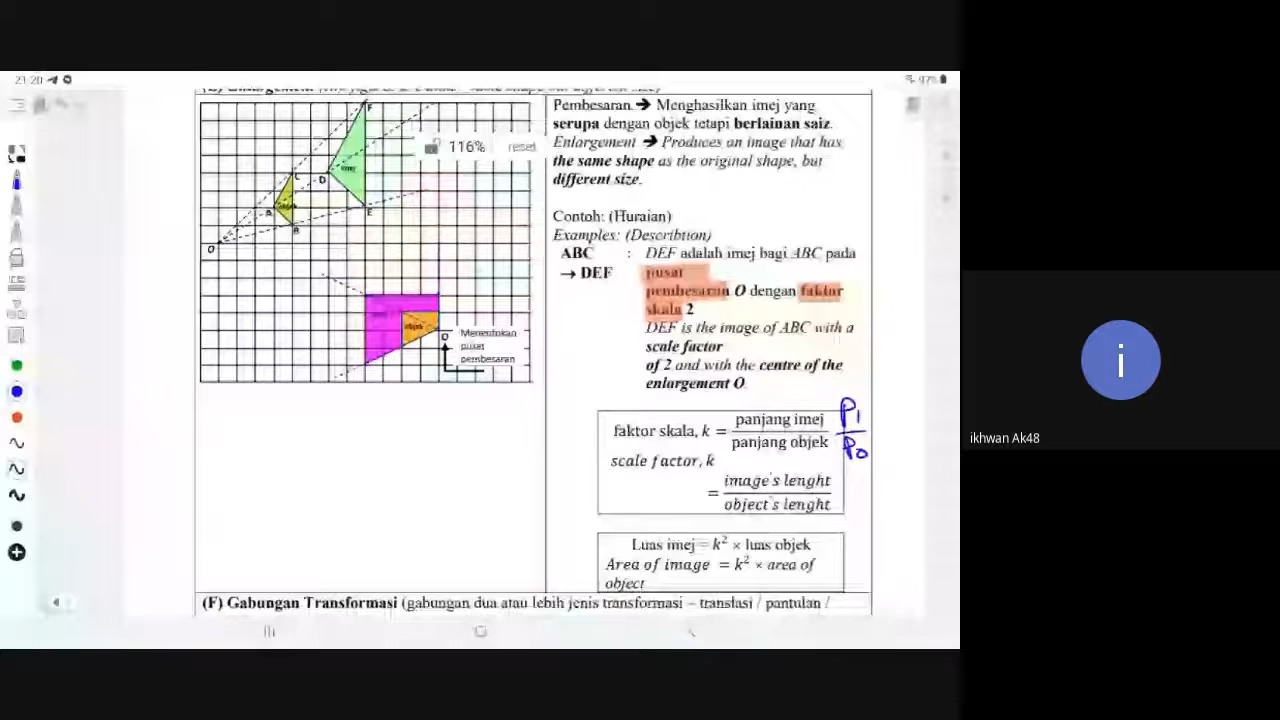 21:20
97%
116% reset
F
C
D
A
B
E
O
objek
O'
Menentukan
pusat
pembesaran
Pembesaran → Menghasilkan imej yang
serupa dengan objek tetapi berlainan saiz.
Enlargement → Produces an image that has
the same shape as the original shape, but
different size.
Contoh: (Huraian)
Examples: (Describtion)
ABC : DEF adalah imej bagi ABC pada
→ DEF pusat
pembesaran O dengan faktor
skala 2
DEF is the image of ABC with a
scale factor
of 2 and with the centre of the
enlargement O.
faktor skala, k = panjang imej / panjang objek
PI / PO
scale factor, k
= image's lenght / object's lenght
Luas imej = k² × luas objek
Area of image = k² × area of
object
(F) Gabungan Transformasi (gabungan dua atau lebih jenis transformasi – translasi / pantulan /
i
ikhwan Ak48